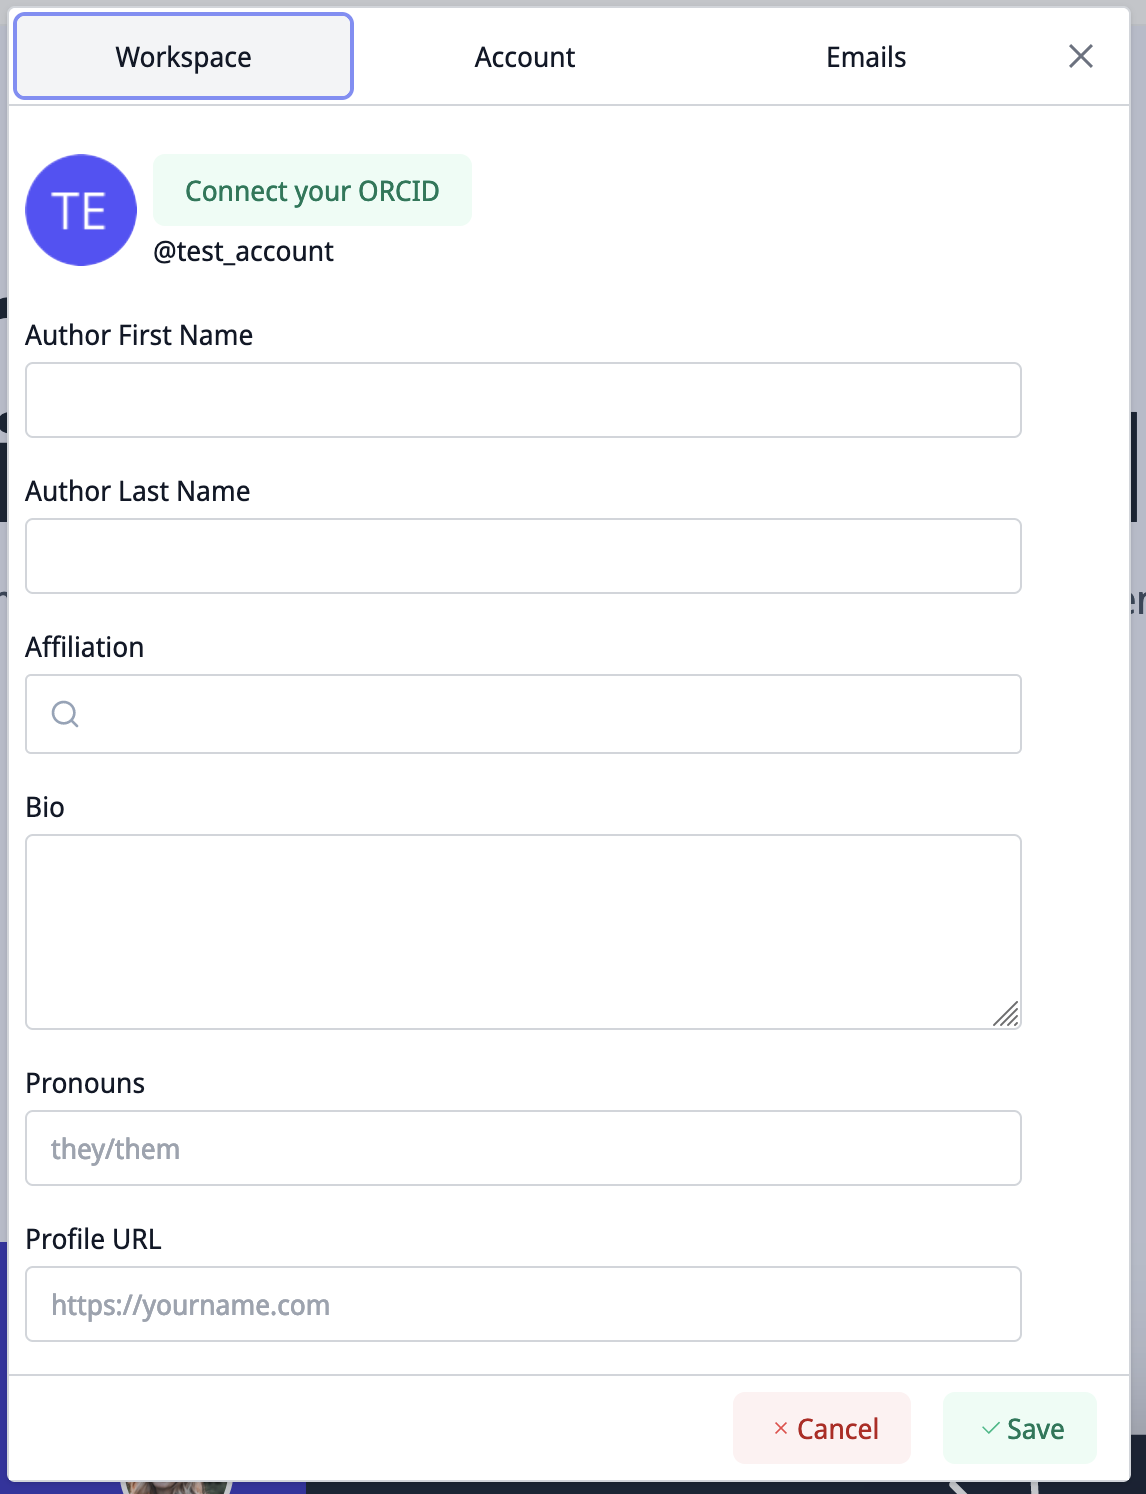 Workspace Account Emails
TE
Connect your ORCID
@test_account
Author First Name
Author Last Name
Affiliation
Bio
Pronouns
they/them
Profile URL
https://yourname.com
Cancel Save